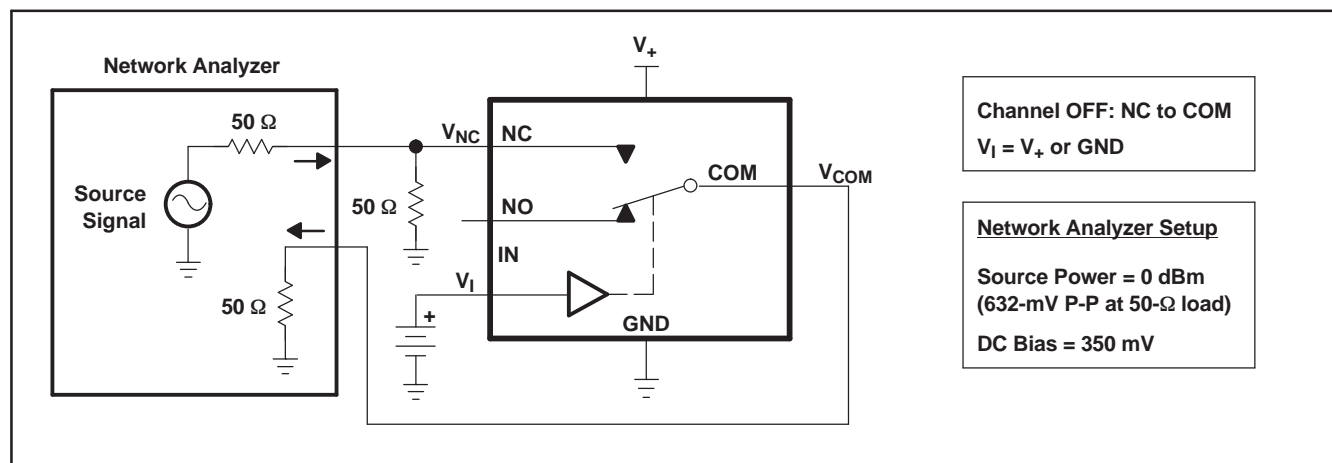 V+
Network Analyzer
50 Ω
Source
Signal
50 Ω
VNC
NC
50 Ω
NO
IN
VI
+
COM
GND
VCOM
Channel OFF: NC to COM
VI = V+ or GND
Network Analyzer Setup
Source Power = 0 dBm
(632-mV P-P at 50-Ω load)
DC Bias = 350 mV